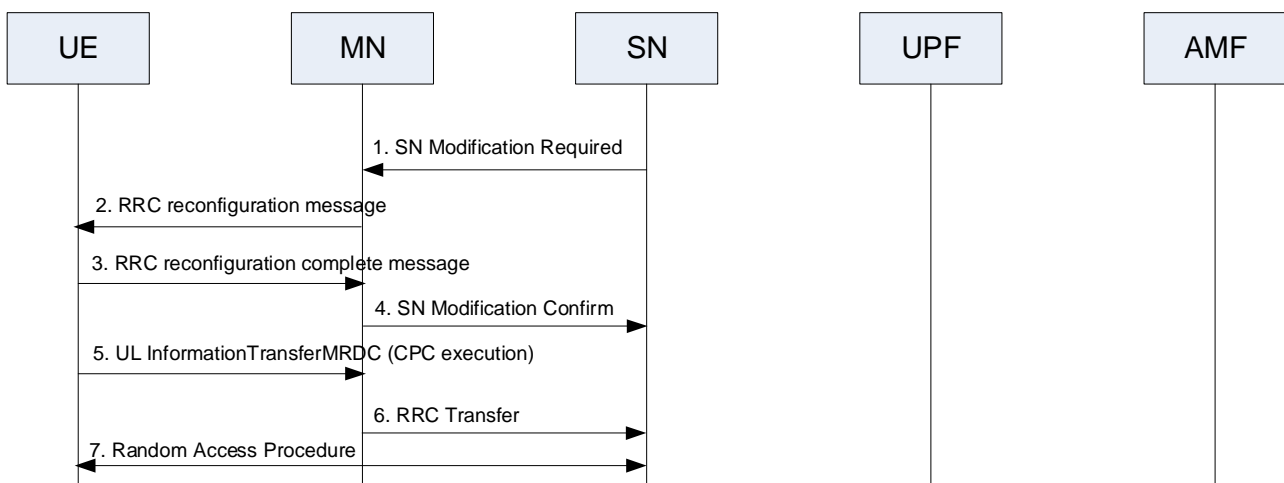 UE
MN
SN
UPF
AMF
1. SN Modification Required
2. RRC reconfiguration message
3. RRC reconfiguration complete message
4. SN Modification Confirm
5. UL InformationTransferMRDC (CPC execution)
6. RRC Transfer
7. Random Access Procedure